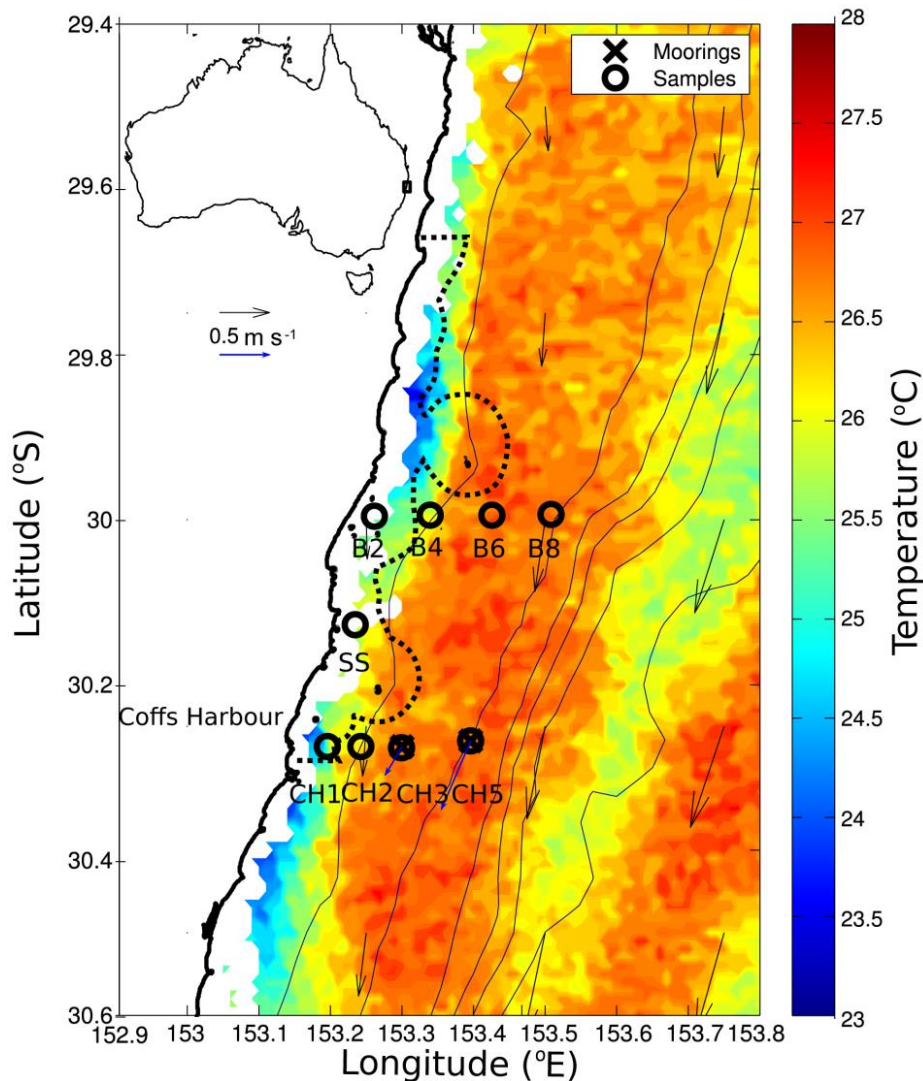 29.4
29.6
29.8
30
30.2
30.4
30.6
Latitude (°S)
Moorings
Samples
0.5 m s⁻¹
B2
B4
B6
B8
SS
Coffs Harbour
CH1
CH2
CH3
CH5
152.9
153
153.1
153.2
153.3
153.4
153.5
153.6
153.7
153.8
Longitude (°E)
28
27.5
27
26.5
26
25.5
25
24.5
24
23.5
23
Temperature (°C)